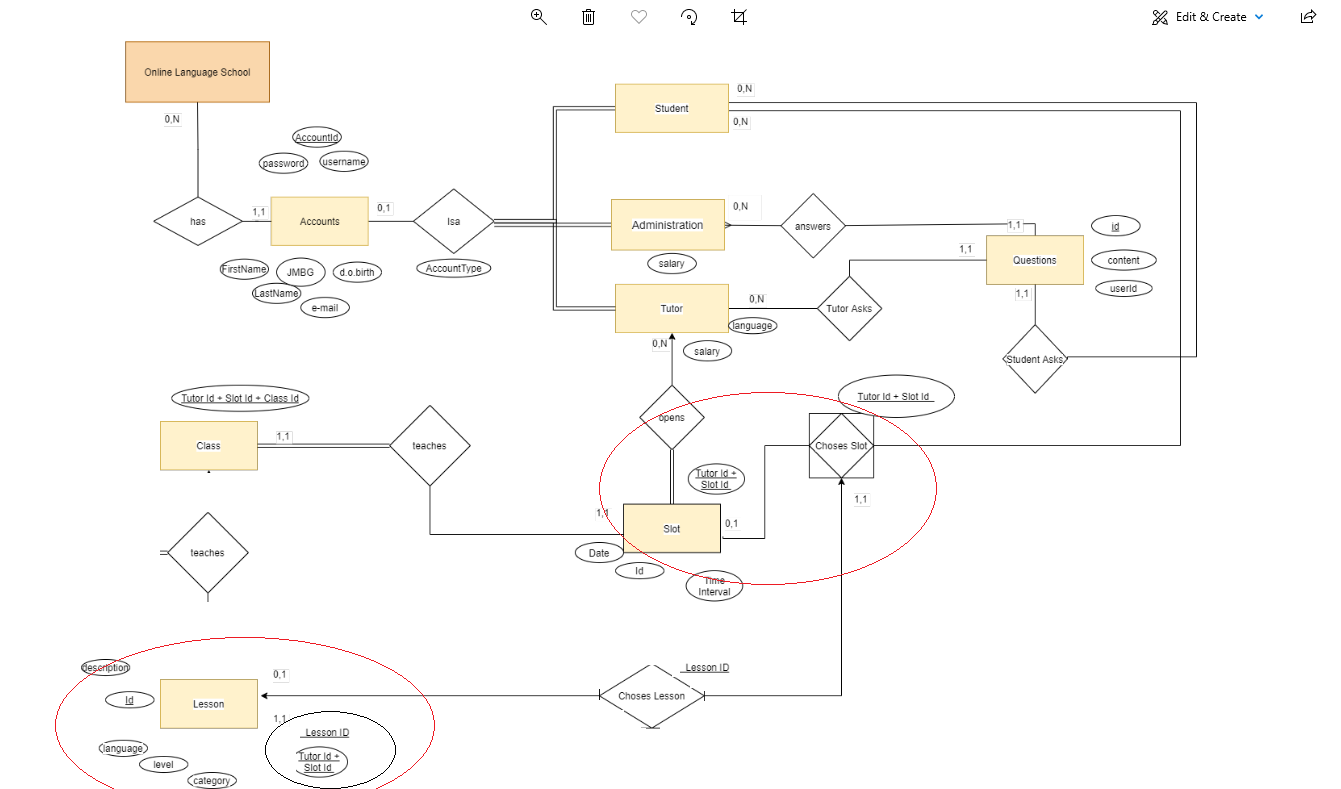 Edit & Create
Online Language School
0,N
AccountId
password
username
has
1,1
Accounts
0,1
Isa
AccountType
FirstName
JMBG
d.o.birth
LastName
e-mail
Student
0,N
0,N
Administration
0,N
salary
answers
1,1
Questions
id
content
userId
1,1
1,1
Tutor
0,N
language
salary
0,N
Tutor Asks
Student Asks
Tutor Id + Slot Id + Class Id
Class
1,1
teaches
opens
Tutor Id + Slot Id
Choses Slot
1,1
Tutor Id +
Slot Id
1,1
Slot
0,1
Date
Id
Time
Interval
teaches
description
Id
Lesson
0,1
1,1
Lesson ID
Tutor Id +
Slot Id
language
level
category
Choses Lesson
Lesson ID